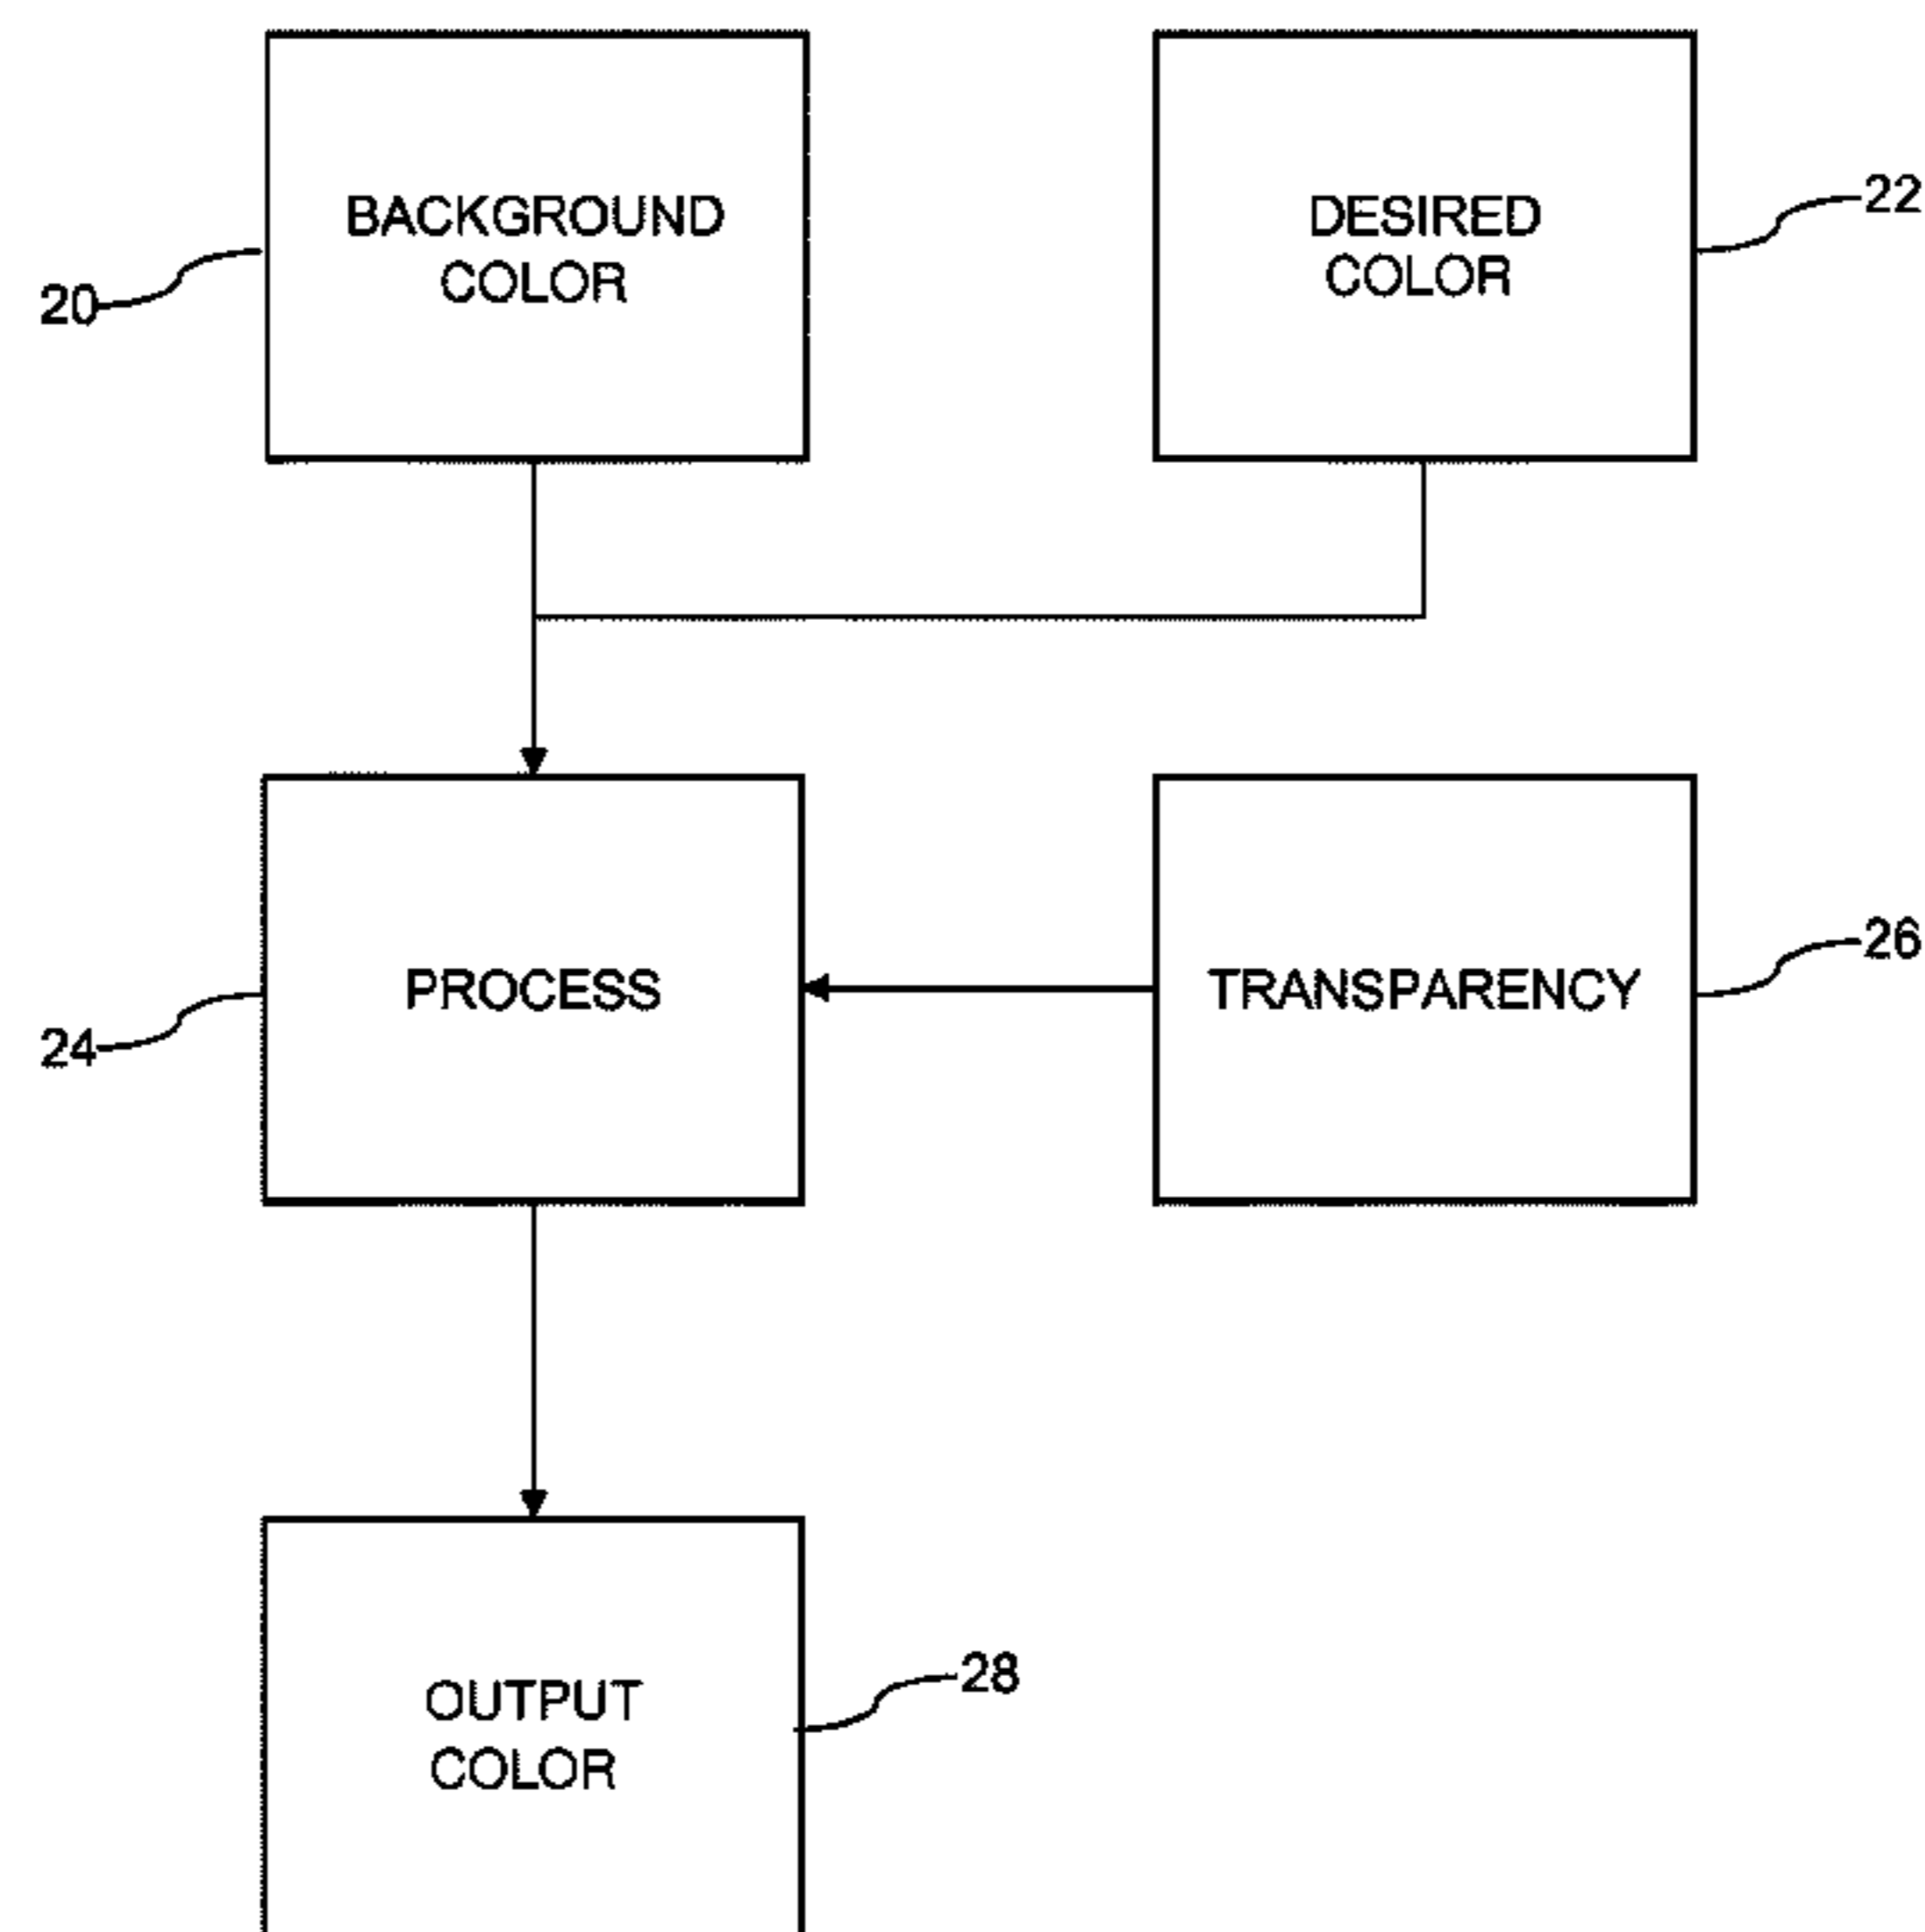 BACKGROUND
COLOR
20
DESIRED
COLOR
22
PROCESS
24
TRANSPARENCY
26
OUTPUT
COLOR
28